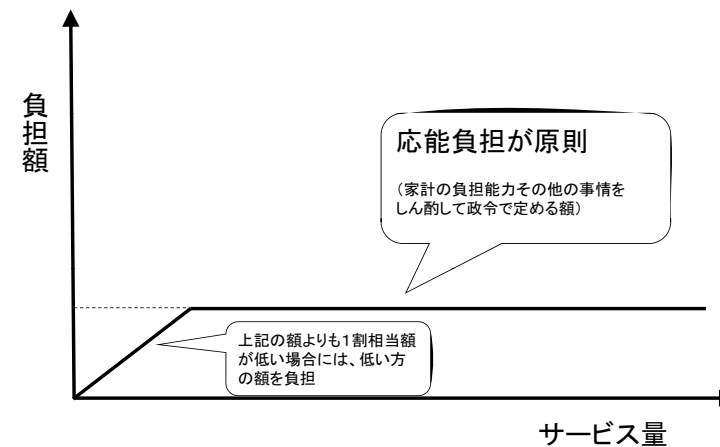 負担額
応能負担が原則
（家計の負担能力その他の事情を
しん酌して政令で定める額）
上記の額よりも1割相当額
が低い場合には、低い方
の額を負担
サービス量